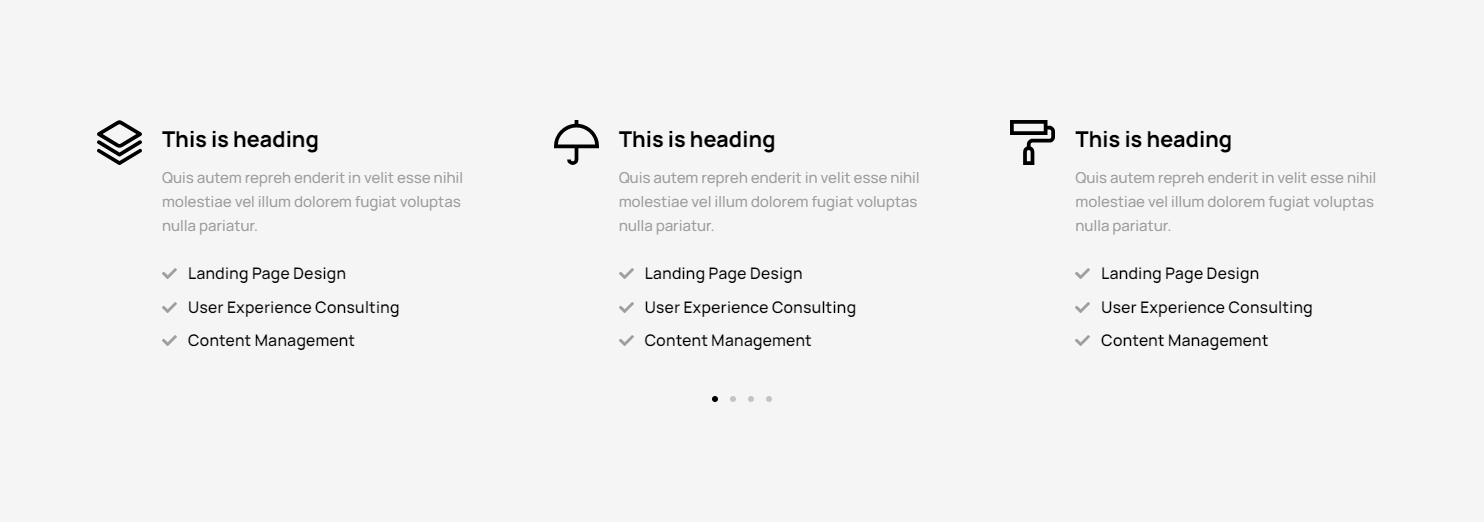 This is heading
Quis autem repreh enderit in velit esse nihil
molestiae vel illum dolorem fugiat voluptas
nulla pariatur.
Landing Page Design
User Experience Consulting
Content Management
This is heading
Quis autem repreh enderit in velit esse nihil
molestiae vel illum dolorem fugiat voluptas
nulla pariatur.
Landing Page Design
User Experience Consulting
Content Management
This is heading
Quis autem repreh enderit in velit esse nihil
molestiae vel illum dolorem fugiat voluptas
nulla pariatur.
Landing Page Design
User Experience Consulting
Content Management